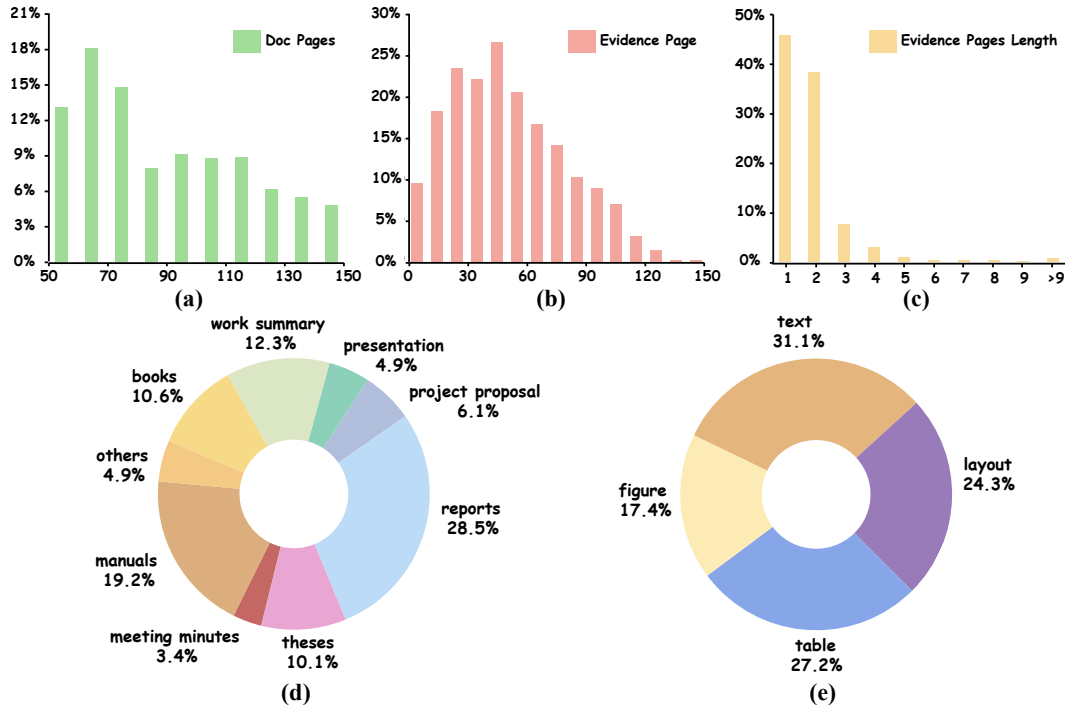 21%
18%
15%
12%
9%
6%
3%
0%
50 70 90 110 130 150
Doc Pages
(a)
30%
25%
20%
15%
10%
5%
0%
0 30 60 90 120 150
Evidence Page
(b)
50%
40%
30%
20%
10%
0%
1 2 3 4 5 6 7 8 9 >9
Evidence Pages Length
(c)
work summary
12.3%
presentation
4.9%
project proposal
6.1%
books
10.6%
others
4.9%
reports
28.5%
manuals
19.2%
meeting minutes
3.4%
theses
10.1%
(d)
text
31.1%
layout
24.3%
figure
17.4%
table
27.2%
(e)